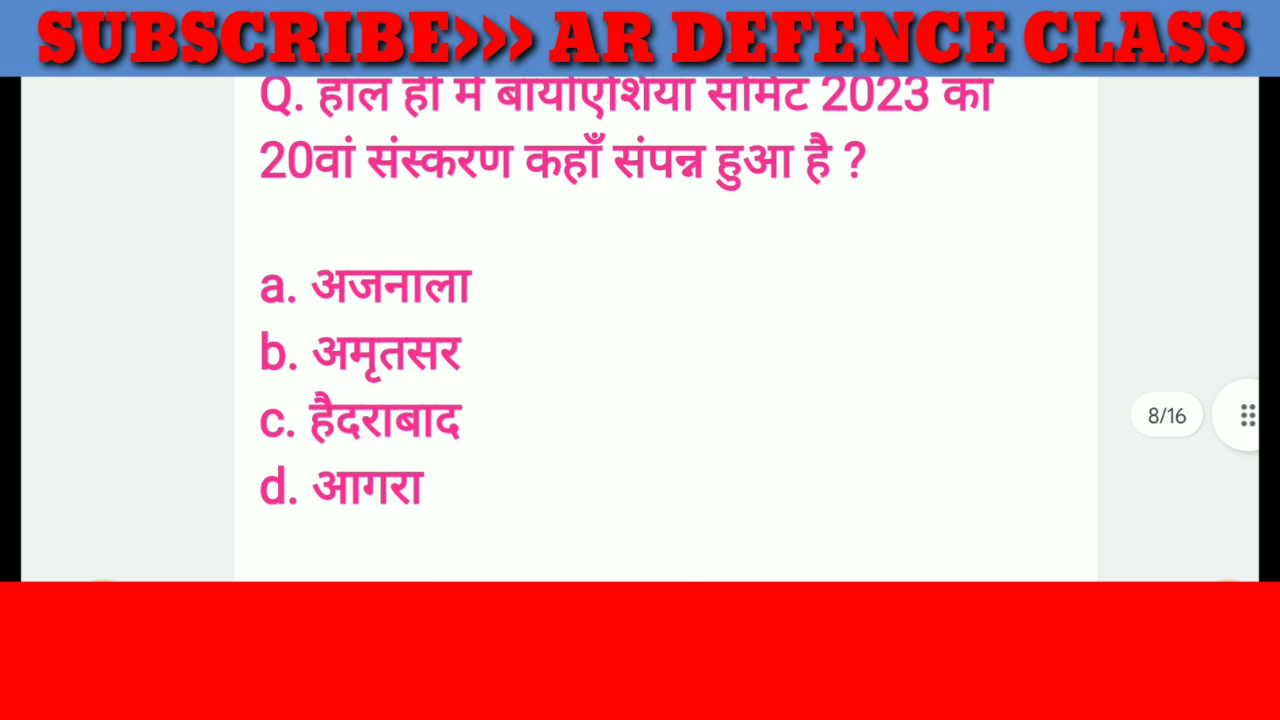 SUBSCRIBE>>> AR DEFENCE CLASS
Q. हाल ही में बायोएशिया समिट 2023 का
20वां संस्करण कहाँ संपन्न हुआ है ?
a. अजनाला
b. अमृतसर
c. हैदराबाद
8/16
d. आगरा